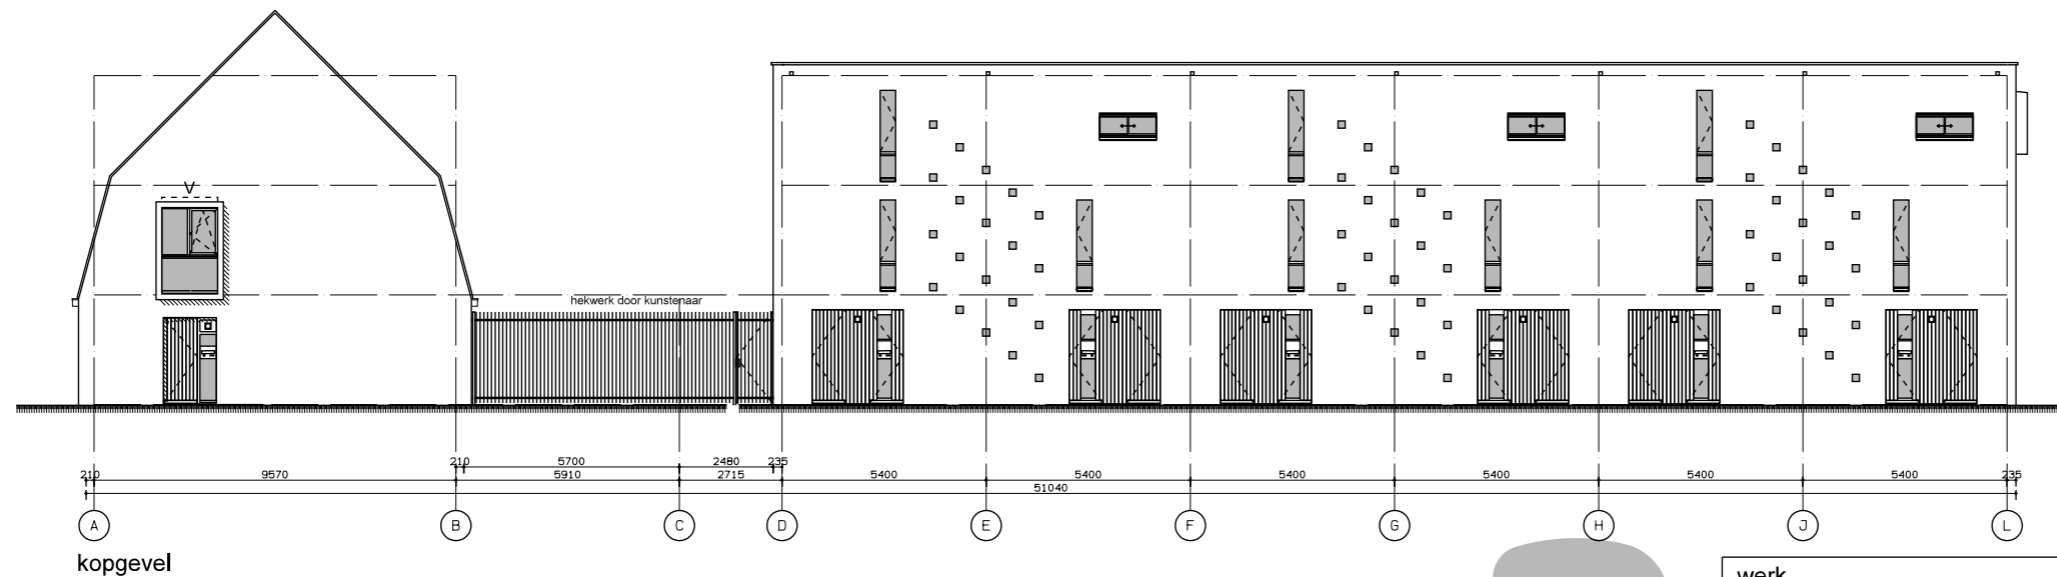 V
hekwerk door kunstenaar
210 5700 2480 235
210 9570 5910 2715 5400 5400 5400 5400 5400 5400 235
51040
A B C D E F G H J L
kopgevel
werk